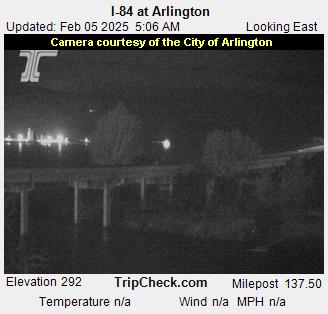 I-84 at Arlington
Updated: Feb 05 2025 5:06 AM Looking East
Camera courtesy of the City of Arlington
Elevation 292 TripCheck.com Milepost 137.50
Temperature n/a Wind n/a MPH n/a